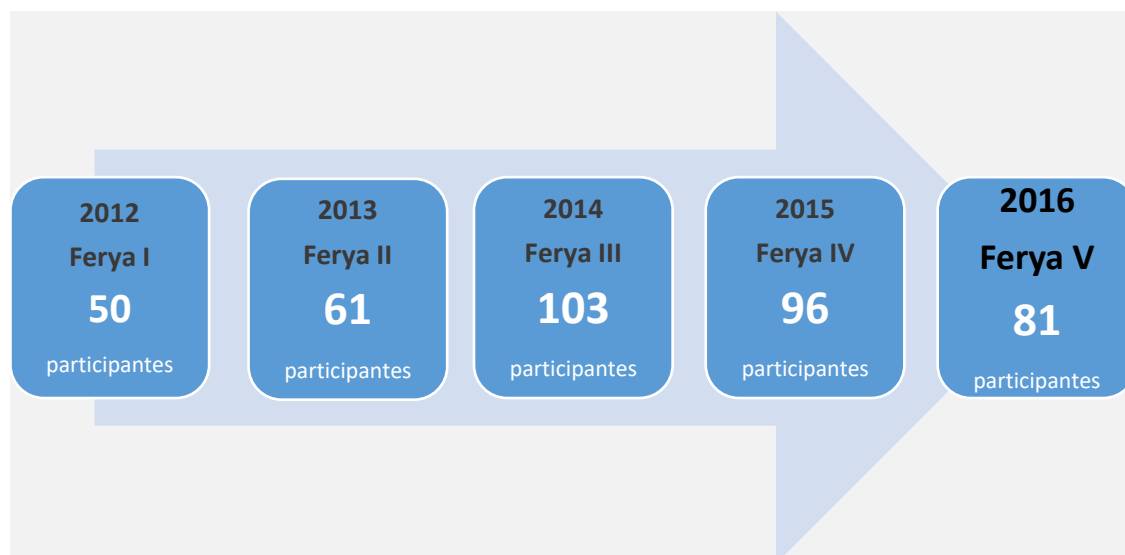 2012
Ferya I
50
participantes
2013
Ferya II
61
participantes
2014
Ferya III
103
participantes
2015
Ferya IV
96
participantes
2016
Ferya V
81
participantes